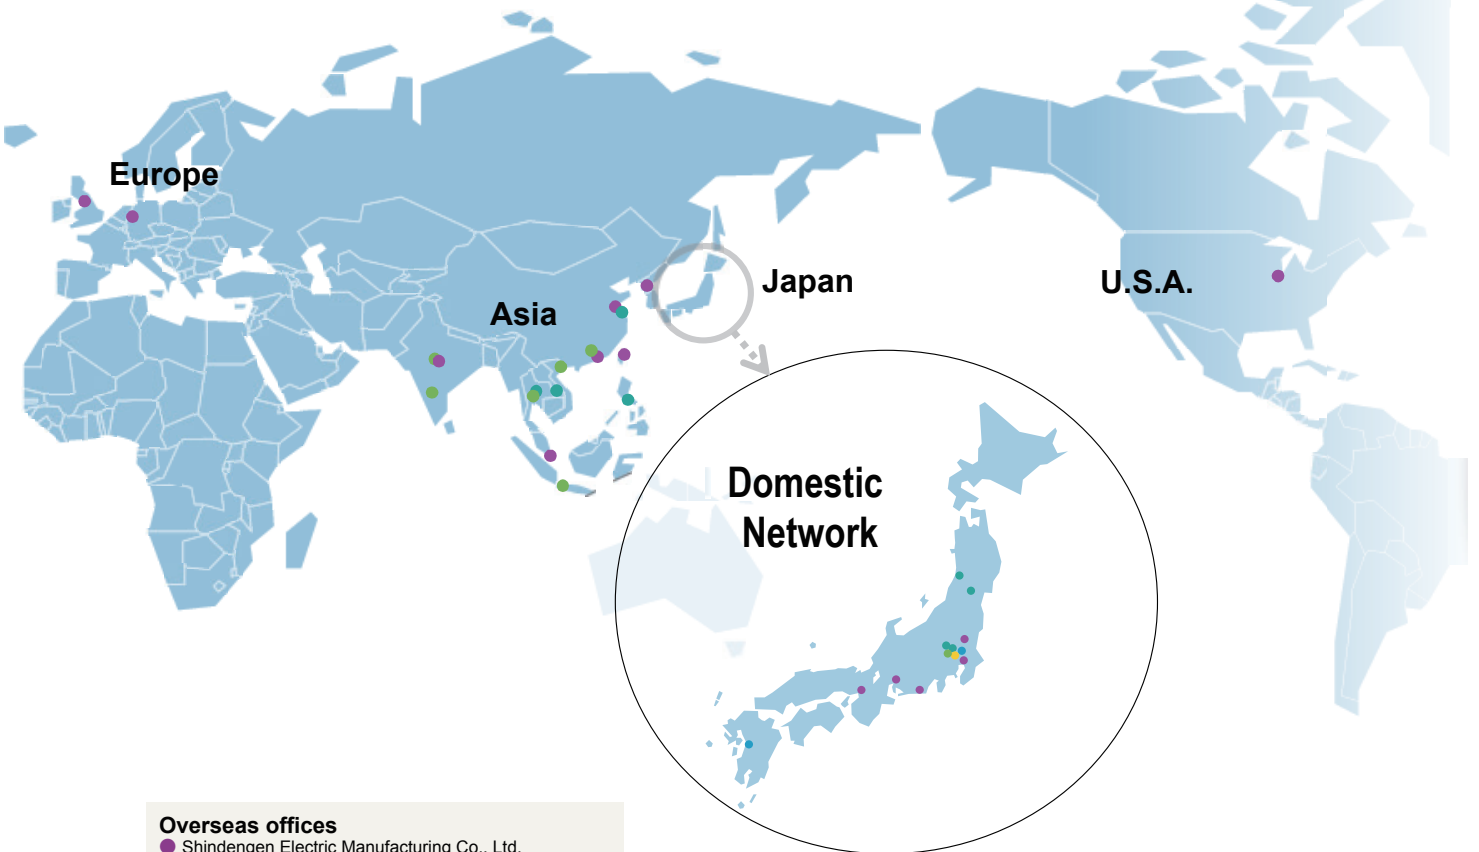 Europe
Asia
Japan
U.S.A.
Domestic
Network
Overseas offices
Shindengen Electric Manufacturing Co., Ltd.